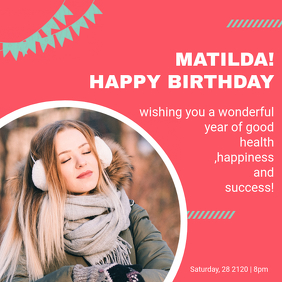 MATILDA!
HAPPY BIRTHDAY
wishing you a wonderful
year of good
health
,happiness
and
success!
Saturday, 28 2120 | 8pm